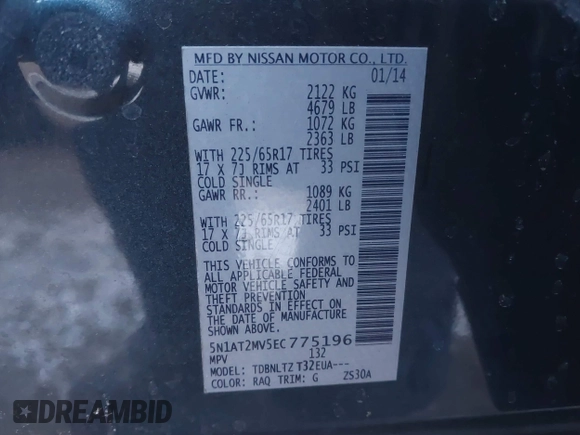 MFD BY NISSAN MOTOR CO., LTD.
DATE: 01/14
GVWR: 2122 KG
4679 LB
GAWR FR.: 1072 KG
2363 LB
WITH 225/65R17 TIRES
17 X 7J RIMS AT 33 PSI
COLD SINGLE
GAWR RR.: 1089 KG
2401 LB
WITH 225/65R17 TIRES
17 X 7J RIMS AT 33 PSI
COLD SINGLE
THIS VEHICLE CONFORMS TO
ALL APPLICABLE FEDERAL
MOTOR VEHICLE SAFETY AND
THEFT PREVENTION
STANDARDS IN EFFECT ON
THE DATE OF MANUFACTURE
SHOWN ABOVE.
5N1AT2MV5EC775196
MPV 132
MODEL: TDBNLTZ T32EUA---
COLOR: RAQ TRIM: G ZS30A
DREAMBID